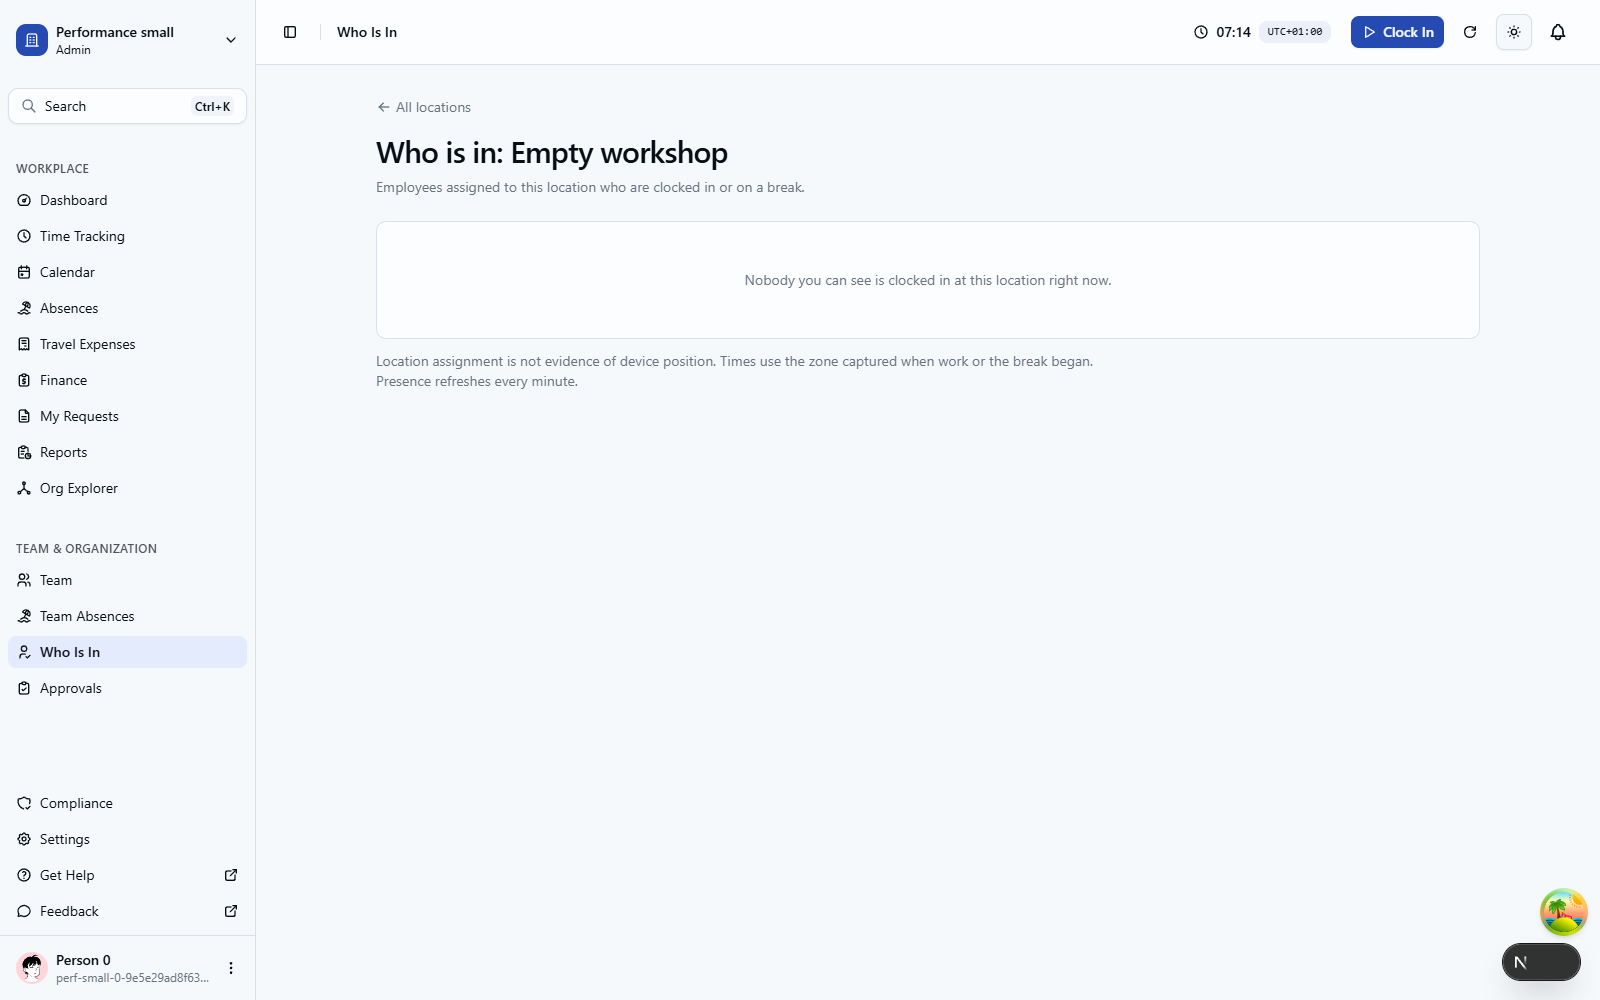 Performance small
Admin
Search
Ctrl+K
WORKPLACE
Dashboard
Time Tracking
Calendar
Absences
Travel Expenses
Finance
My Requests
Reports
Org Explorer
TEAM & ORGANIZATION
Team
Team Absences
Who Is In
Approvals
Compliance
Settings
Get Help
Feedback
Person 0
perf-small-0-9e5e29ad8f63...
Who Is In
07:14
UTC+01:00
Clock In
All locations
Who is in: Empty workshop
Employees assigned to this location who are clocked in or on a break.
Nobody you can see is clocked in at this location right now.
Location assignment is not evidence of device position. Times use the zone captured when work or the break began.
Presence refreshes every minute.
N